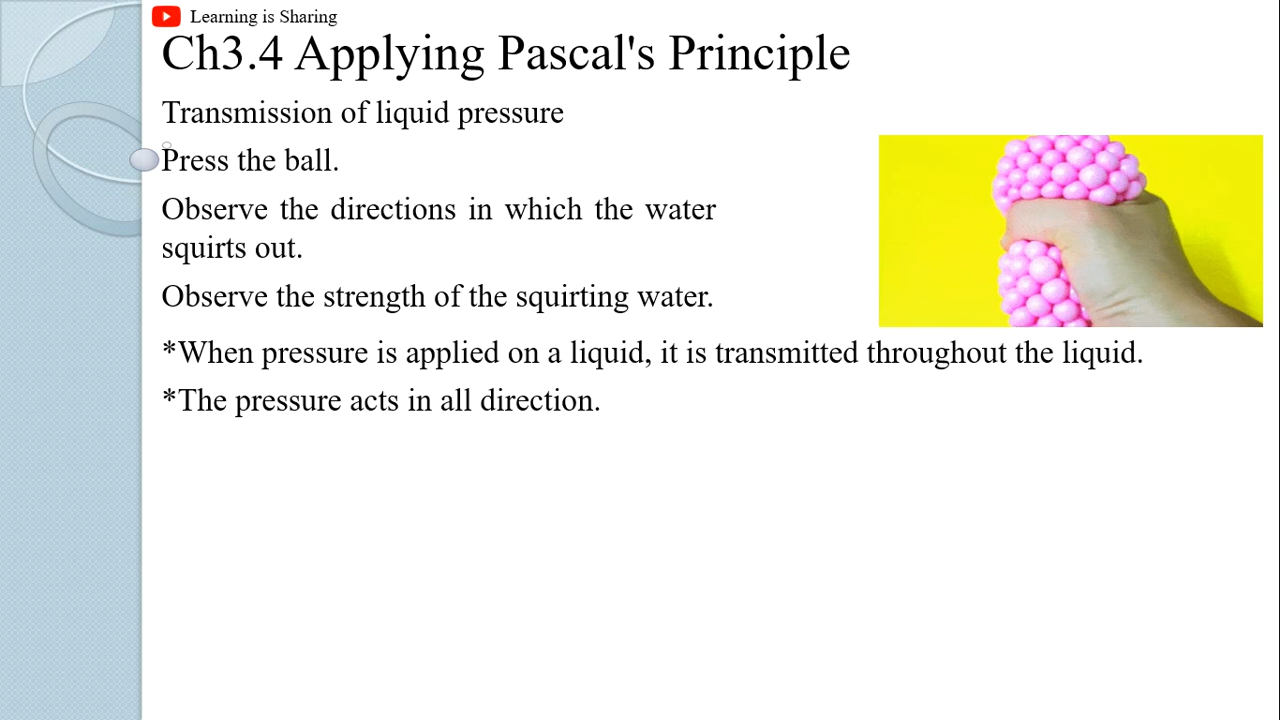 Learning is Sharing
Ch3.4 Applying Pascal's Principle
Transmission of liquid pressure
Press the ball.
Observe the directions in which the water
squirts out.
Observe the strength of the squirting water.
*When pressure is applied on a liquid, it is transmitted throughout the liquid.
*The pressure acts in all direction.